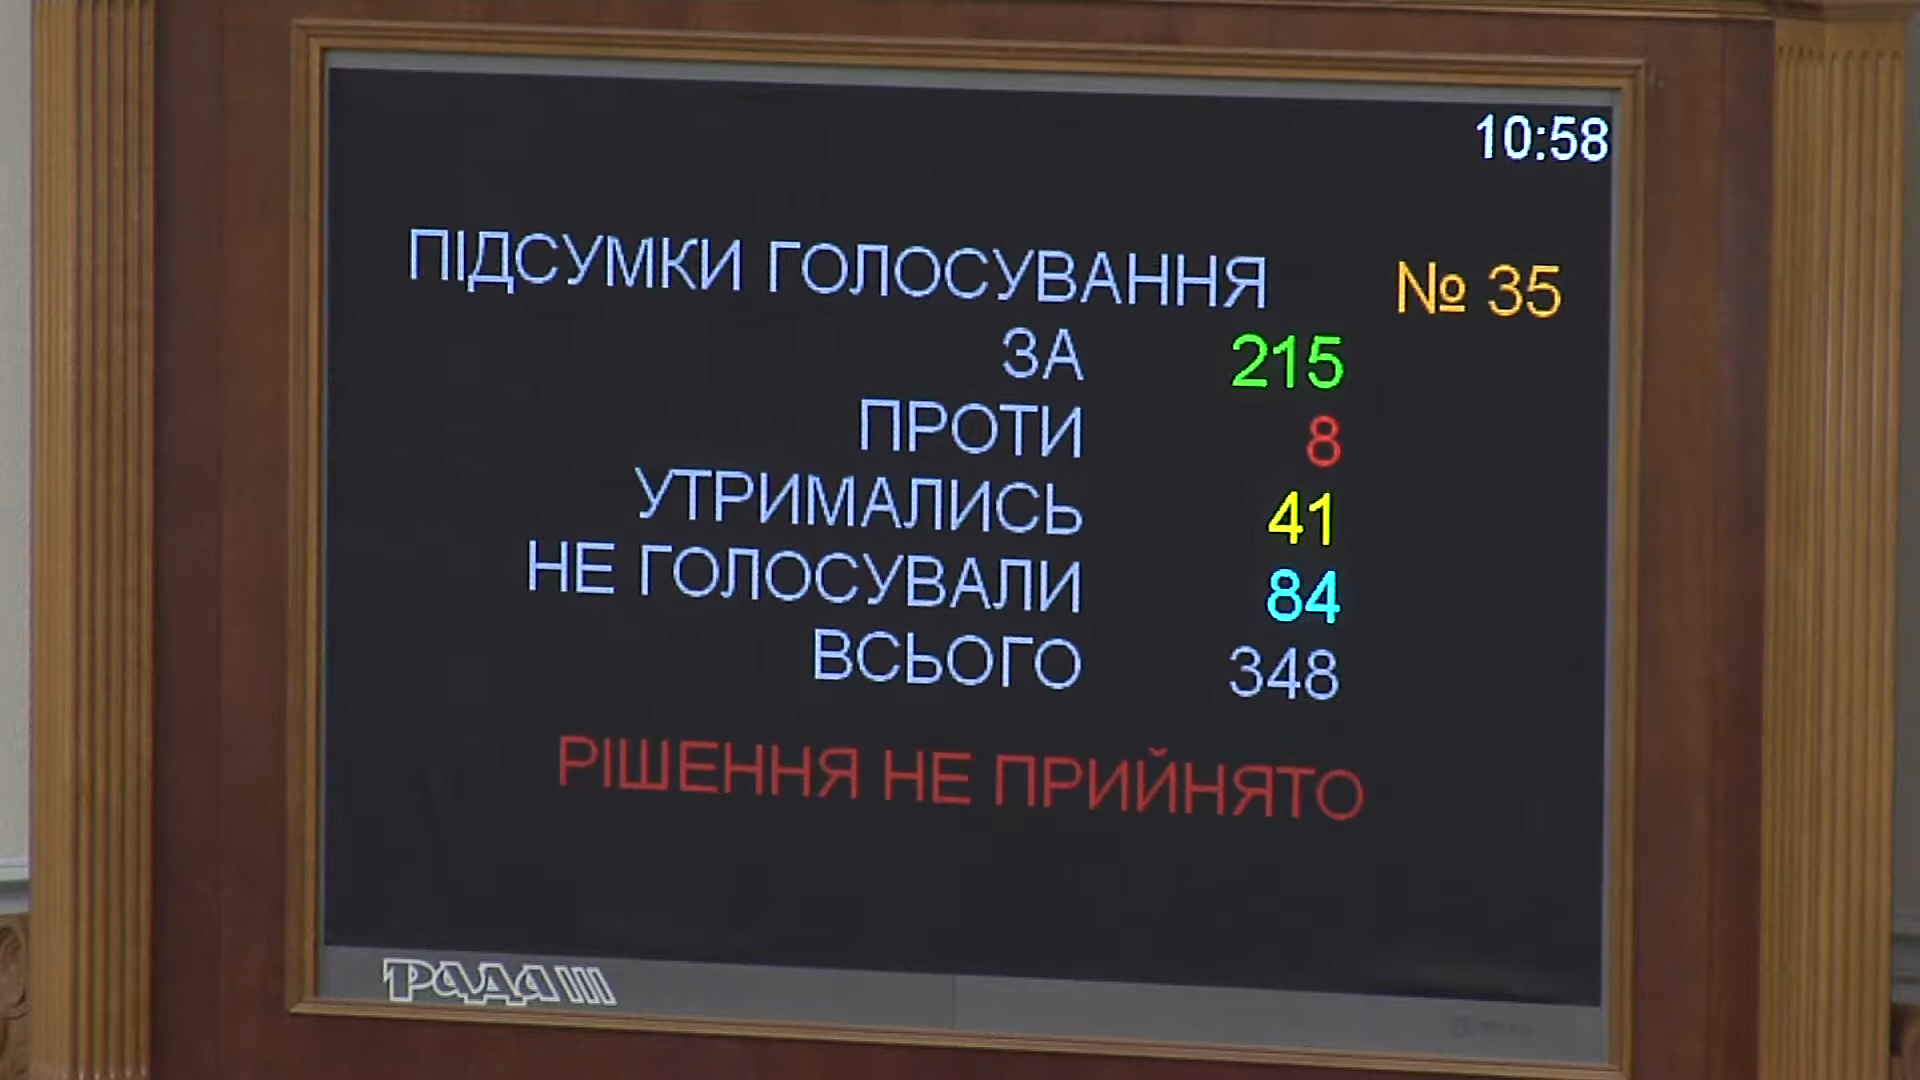 10:58
ПІДСУМКИ ГОЛОСУВАННЯ № 35
ЗА 215
ПРОТИ 8
УТРИМАЛИСЬ 41
НЕ ГОЛОСУВАЛИ 84
ВСЬОГО 348
РІШЕННЯ НЕ ПРИЙНЯТО
РАДА III